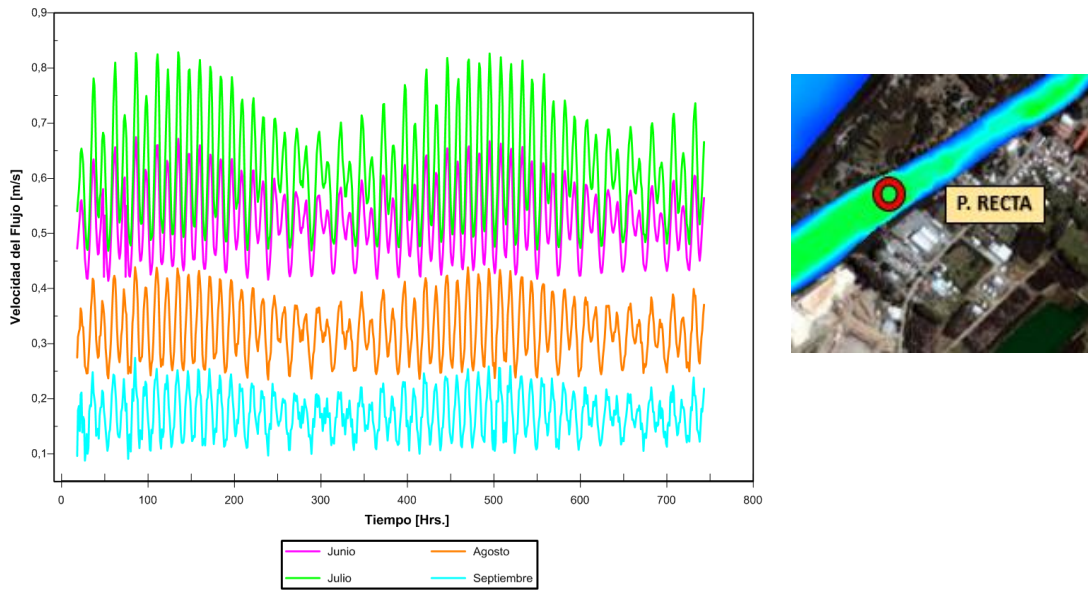 0,9
0,8
0,7
0,6
0,5
0,4
0,3
0,2
0,1
Velocidad del Flujo [m/s]
0 100 200 300 400 500 600 700 800
Tiempo [Hrs.]
Junio Agosto
Julio Septiembre
P. RECTA